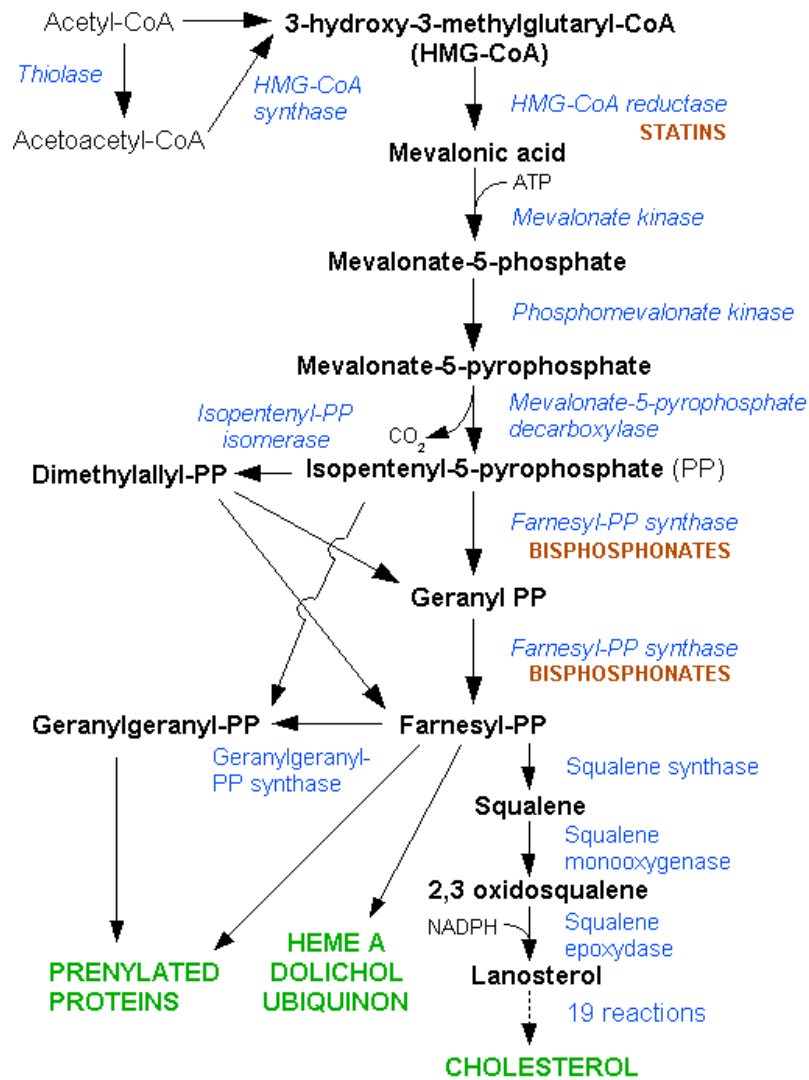 Acetyl-CoA
3-hydroxy-3-methylglutaryl-CoA
(HMG-CoA)
Thiolase
HMG-CoA
synthase
HMG-CoA reductase
STATINS
Acetoacetyl-CoA
Mevalonic acid
ATP
Mevalonate kinase
Mevalonate-5-phosphate
Phosphomevalonate kinase
Mevalonate-5-pyrophosphate
Isopentenyl-PP
isomerase
CO2
Mevalonate-5-pyrophosphate
decarboxylase
Dimethylallyl-PP
Isopentenyl-5-pyrophosphate (PP)
Farnesyl-PP synthase
BISPHOSPHONATES
Geranyl PP
Farnesyl-PP synthase
BISPHOSPHONATES
Geranylgeranyl-PP
Farnesyl-PP
Geranylgeranyl-
PP synthase
Squalene synthase
Squalene
Squalene
monooxygenase
2,3 oxidosqualene
NADPH
Squalene
epoxydase
HEME A
DOLICHOL
UBIQUINON
PRENYLATED
PROTEINS
Lanosterol
19 reactions
CHOLESTEROL